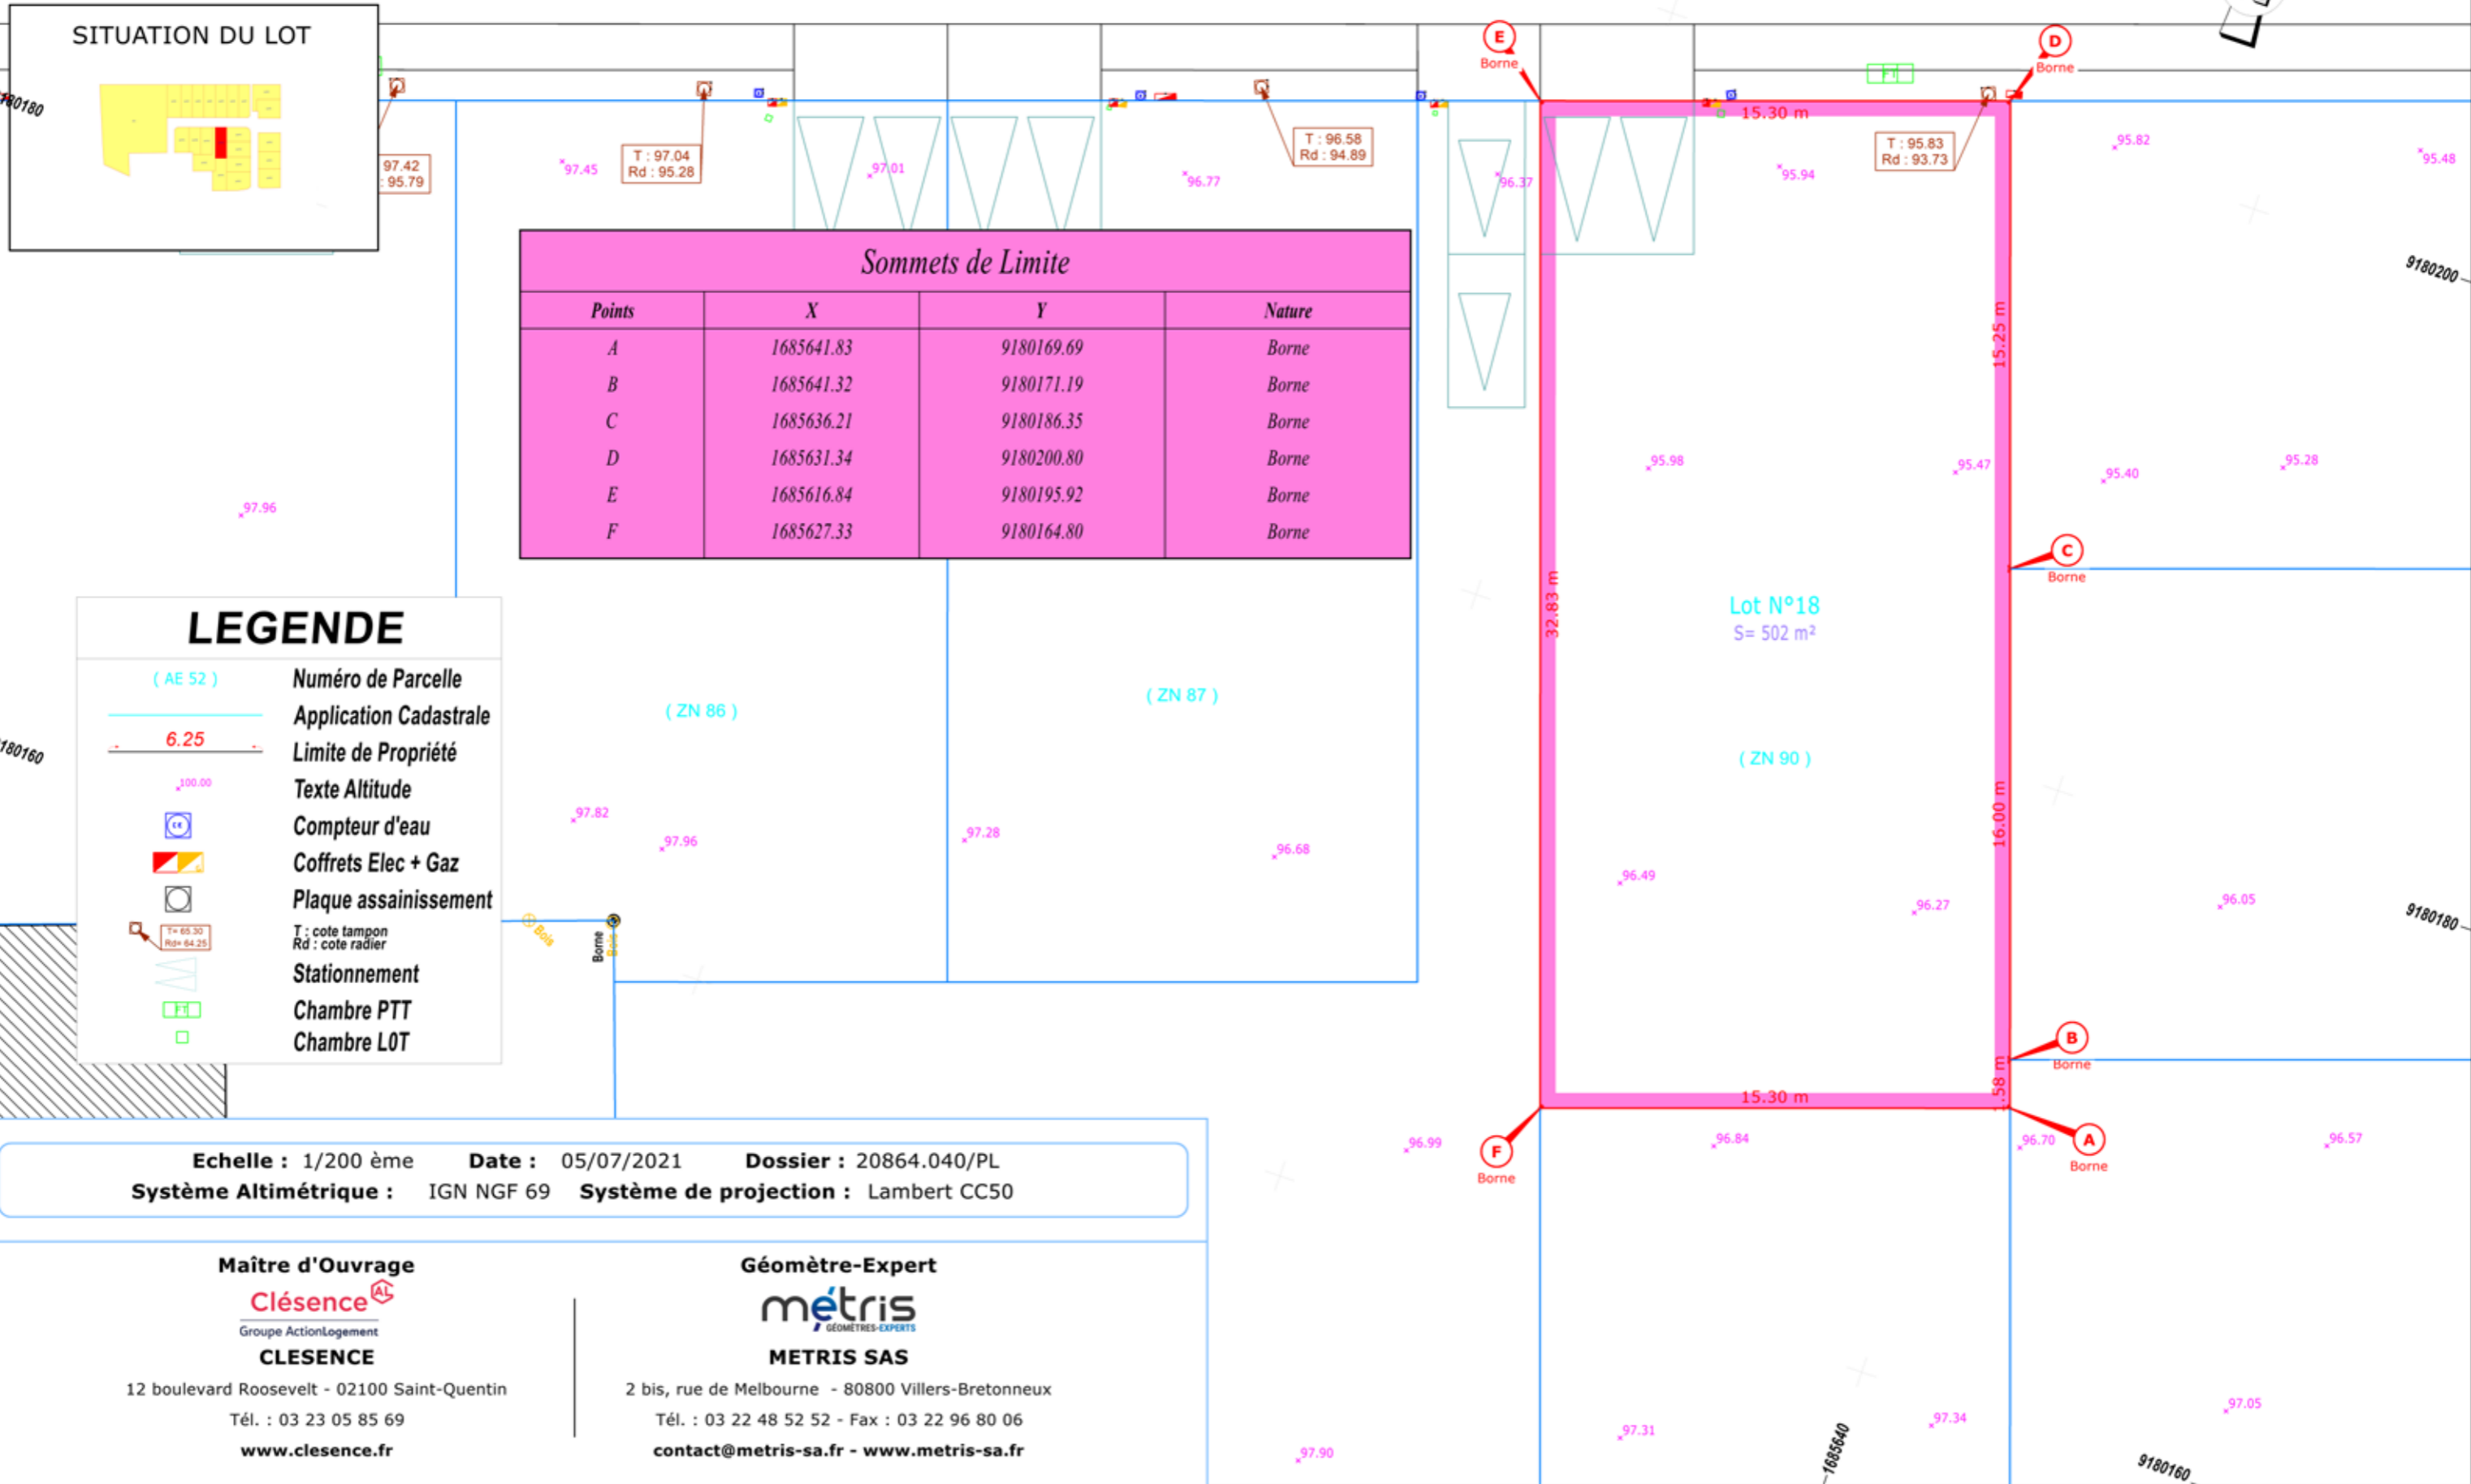 SITUATION DU LOT
9180180
97.42
: 95.79
97.45
T : 97.04
Rd : 95.28
97.01
96.77
T : 96.58
Rd : 94.89
96.37
E
Borne
D
Borne
FT
15.30 m
95.94
T : 95.83
Rd : 93.73
95.82
95.48
9180200
Sommets de Limite
Points X Y Nature
A 1685641.83 9180169.69 Borne
B 1685641.32 9180171.19 Borne
C 1685636.21 9180186.35 Borne
D 1685631.34 9180200.80 Borne
E 1685616.84 9180195.92 Borne
F 1685627.33 9180164.80 Borne
15.25 m
95.98
95.47
95.40
95.28
97.96
C
Borne
32.83 m
Lot N°18
S= 502 m²
( ZN 86 )
( ZN 87 )
( ZN 90 )
16.00 m
97.82
97.96
97.28
96.68
96.49
96.27
96.05
9180180
LEGENDE
( AE 52 ) Numéro de Parcelle
Application Cadastrale
6.25 Limite de Propriété
100.00 Texte Altitude
CE Compteur d'eau
Coffrets Elec + Gaz
Plaque assainissement
T= 65.30
Rd= 64.25
T : cote tampon
Rd : cote radier
Stationnement
FT Chambre PTT
Chambre L0T
180160
Bois
Borne
Bois
B
Borne
1.58 m
15.30 m
F
Borne
A
Borne
96.99
96.84
96.70
96.57
Echelle : 1/200 ème Date : 05/07/2021 Dossier : 20864.040/PL
Système Altimétrique : IGN NGF 69 Système de projection : Lambert CC50
Maître d'Ouvrage
Clésence AL
Groupe ActionLogement
CLESENCE
12 boulevard Roosevelt - 02100 Saint-Quentin
Tél. : 03 23 05 85 69
www.clesence.fr
Géomètre-Expert
métris
GÉOMÈTRES-EXPERTS
METRIS SAS
2 bis, rue de Melbourne - 80800 Villers-Bretonneux
Tél. : 03 22 48 52 52 - Fax : 03 22 96 80 06
contact@metris-sa.fr - www.metris-sa.fr
97.90
97.31
97.34
97.05
1685640
9180160